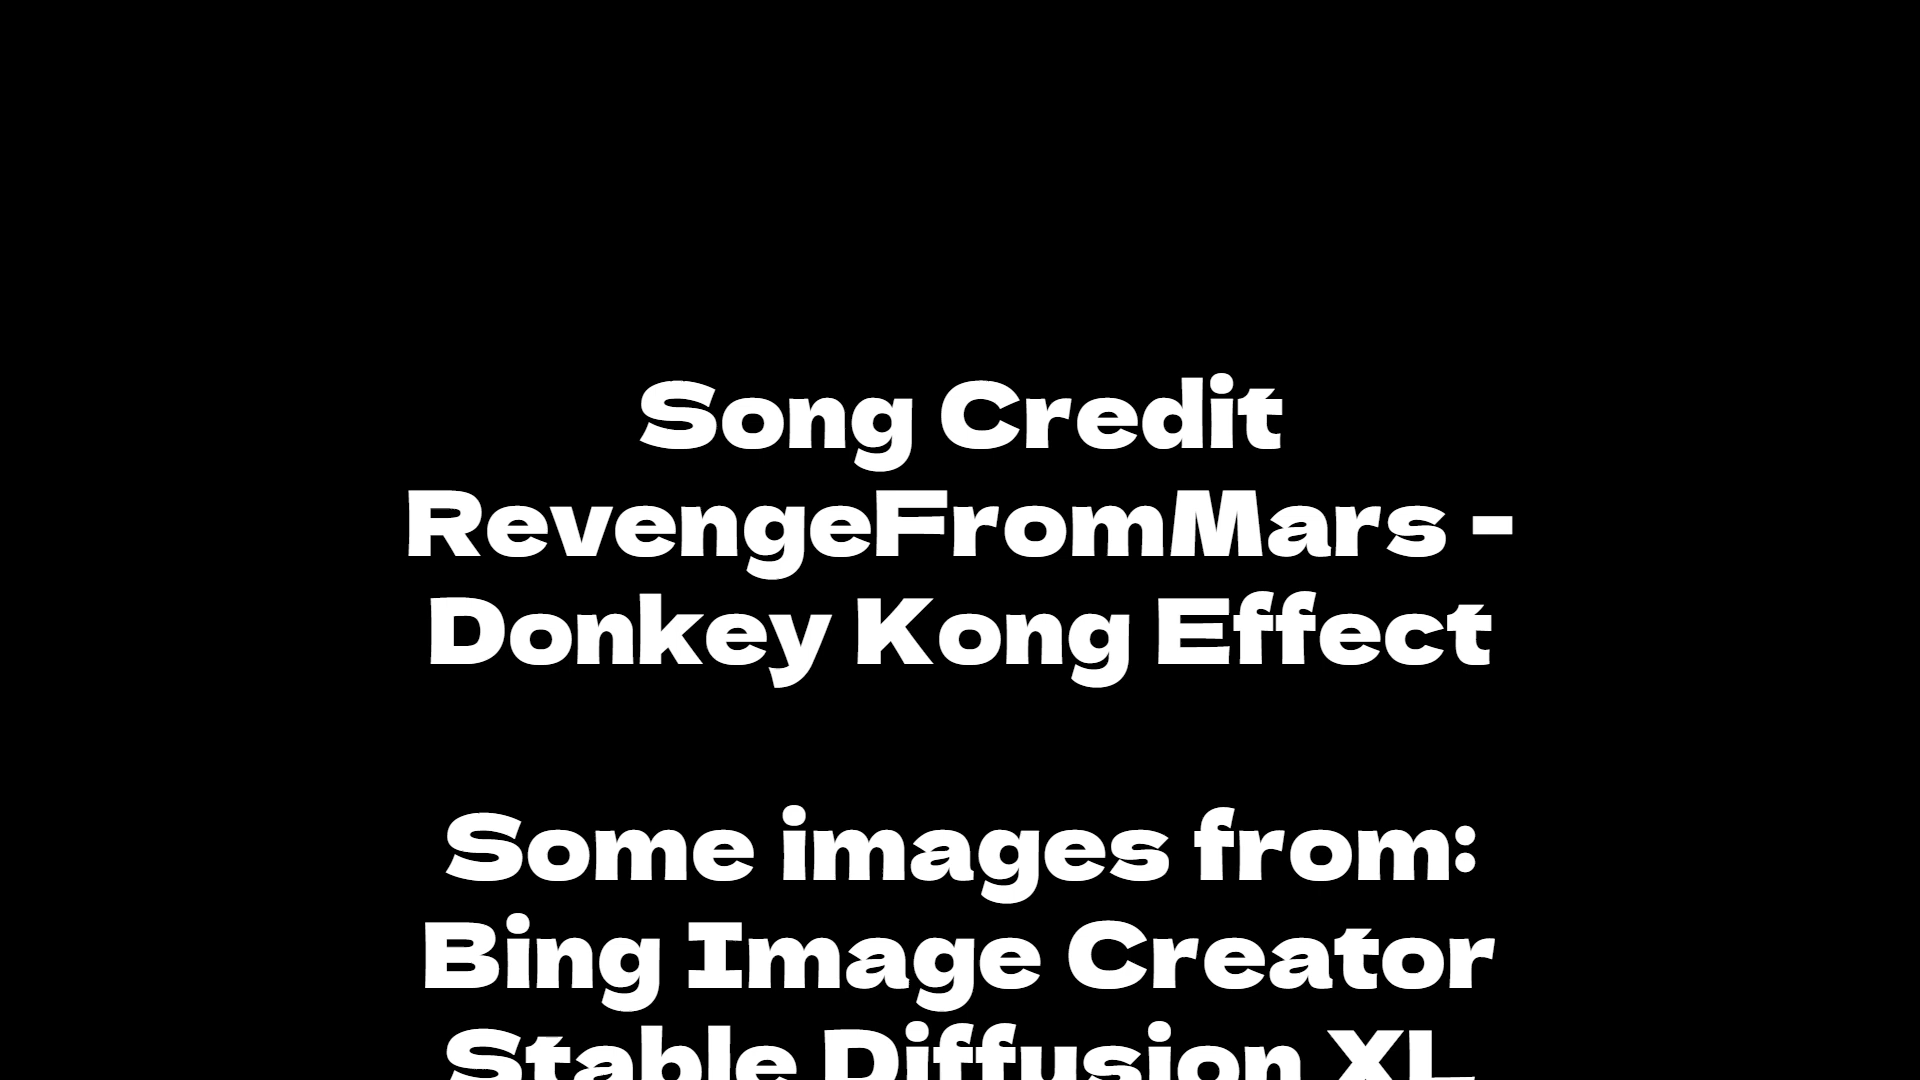 Song Credit
RevengeFromMars -
Donkey Kong Effect
Some images from:
Bing Image Creator
Stable Diffusion XL